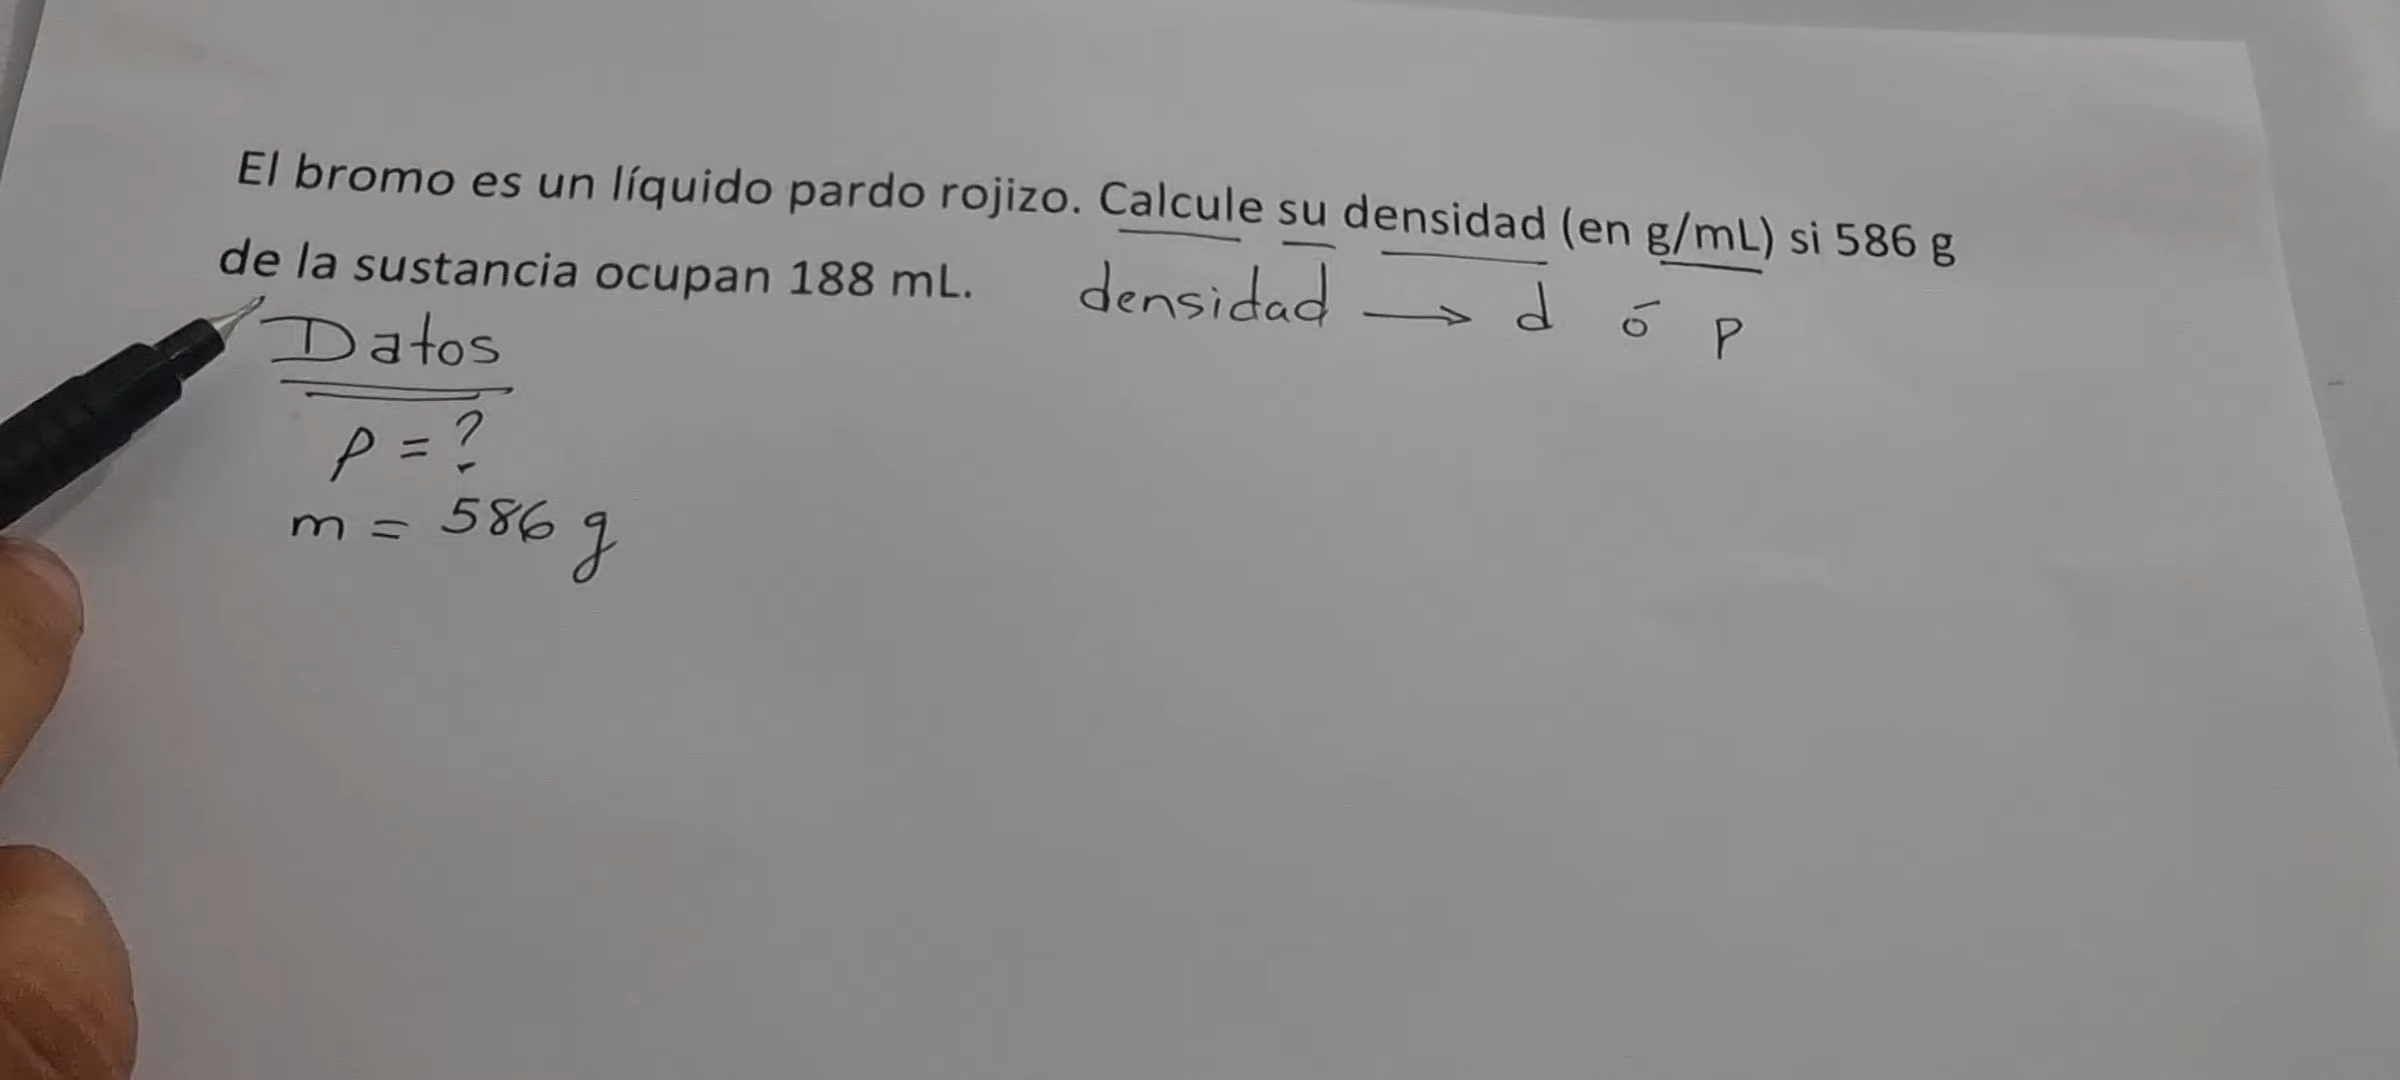 El bromo es un líquido pardo rojizo. Calcule su densidad (en g/mL) si 586 g
de la sustancia ocupan 188 mL.
densidad → d ó ρ
Datos
ρ = ?
m = 586 g